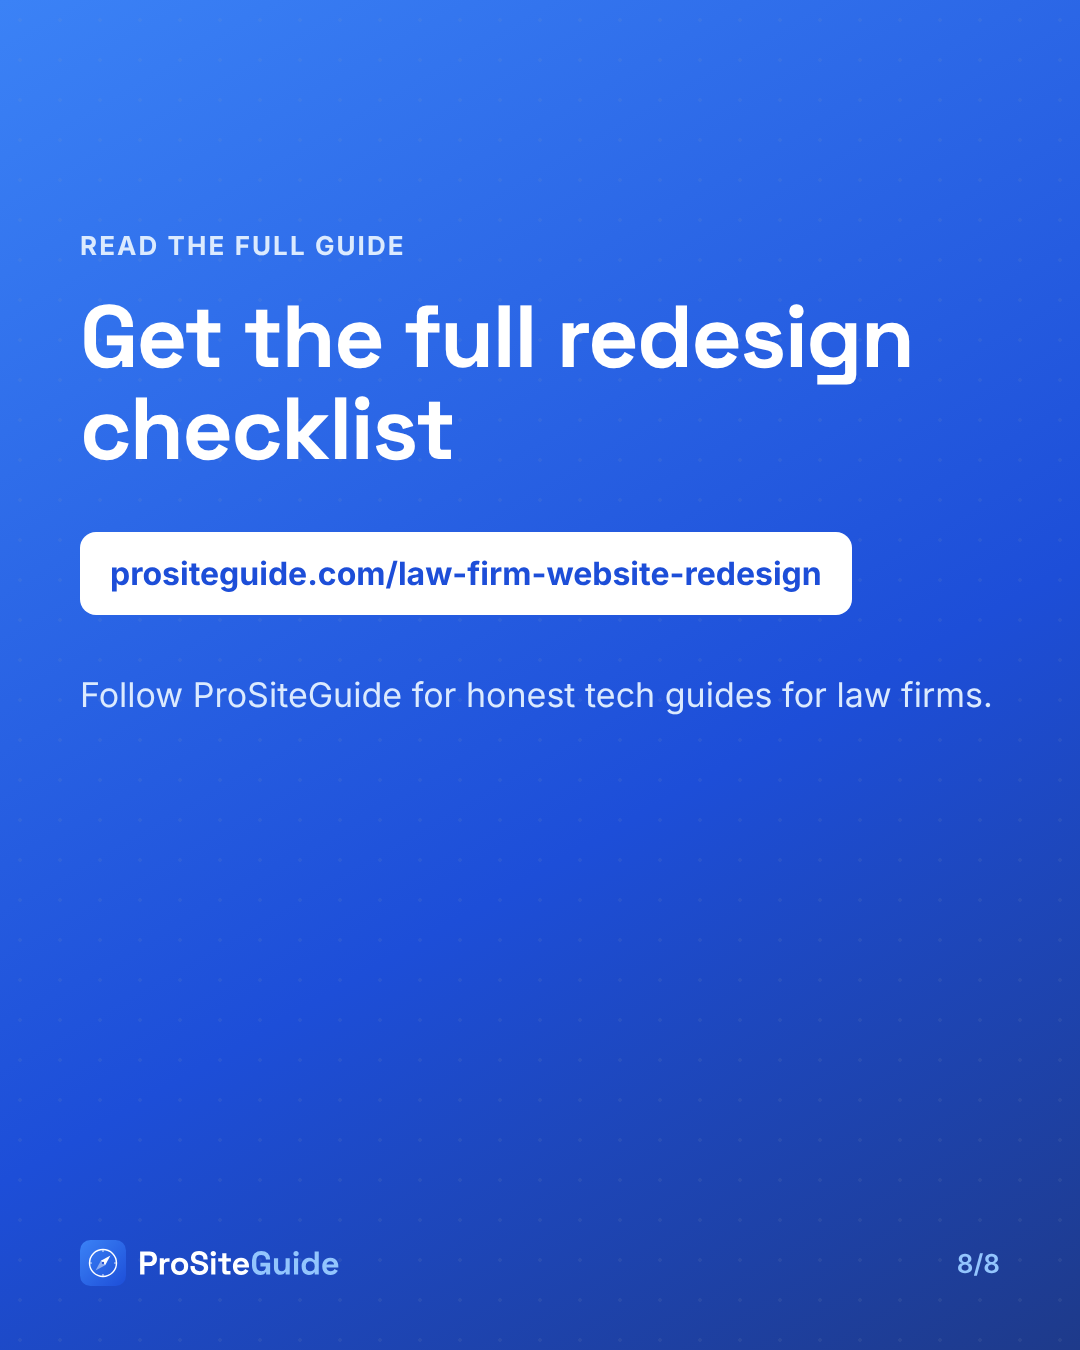 READ THE FULL GUIDE
Get the full redesign
checklist
prositeguide.com/law-firm-website-redesign
Follow ProSiteGuide for honest tech guides for law firms.
ProSiteGuide
8/8